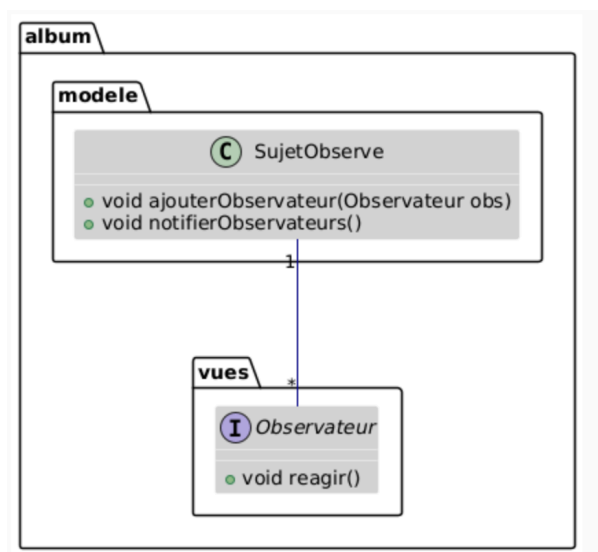 album
modele
C SujetObserve
void ajouterObservateur(Observateur obs)
void notifierObservateurs()
1
vues
*
I Observateur
void reagir()